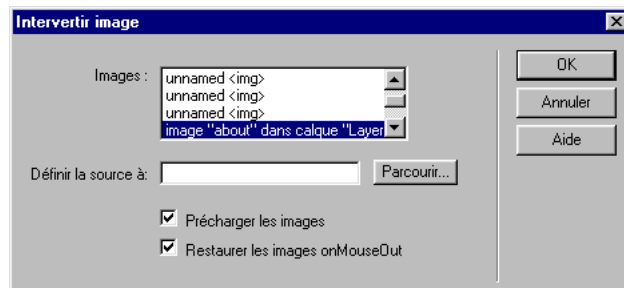 Intervertir image
Images :
unnamed <img>
unnamed <img>
unnamed <img>
image "about" dans calque "Layer
Définir la source à:
Parcourir...
Précharger les images
Restaurer les images onMouseOut
OK
Annuler
Aide